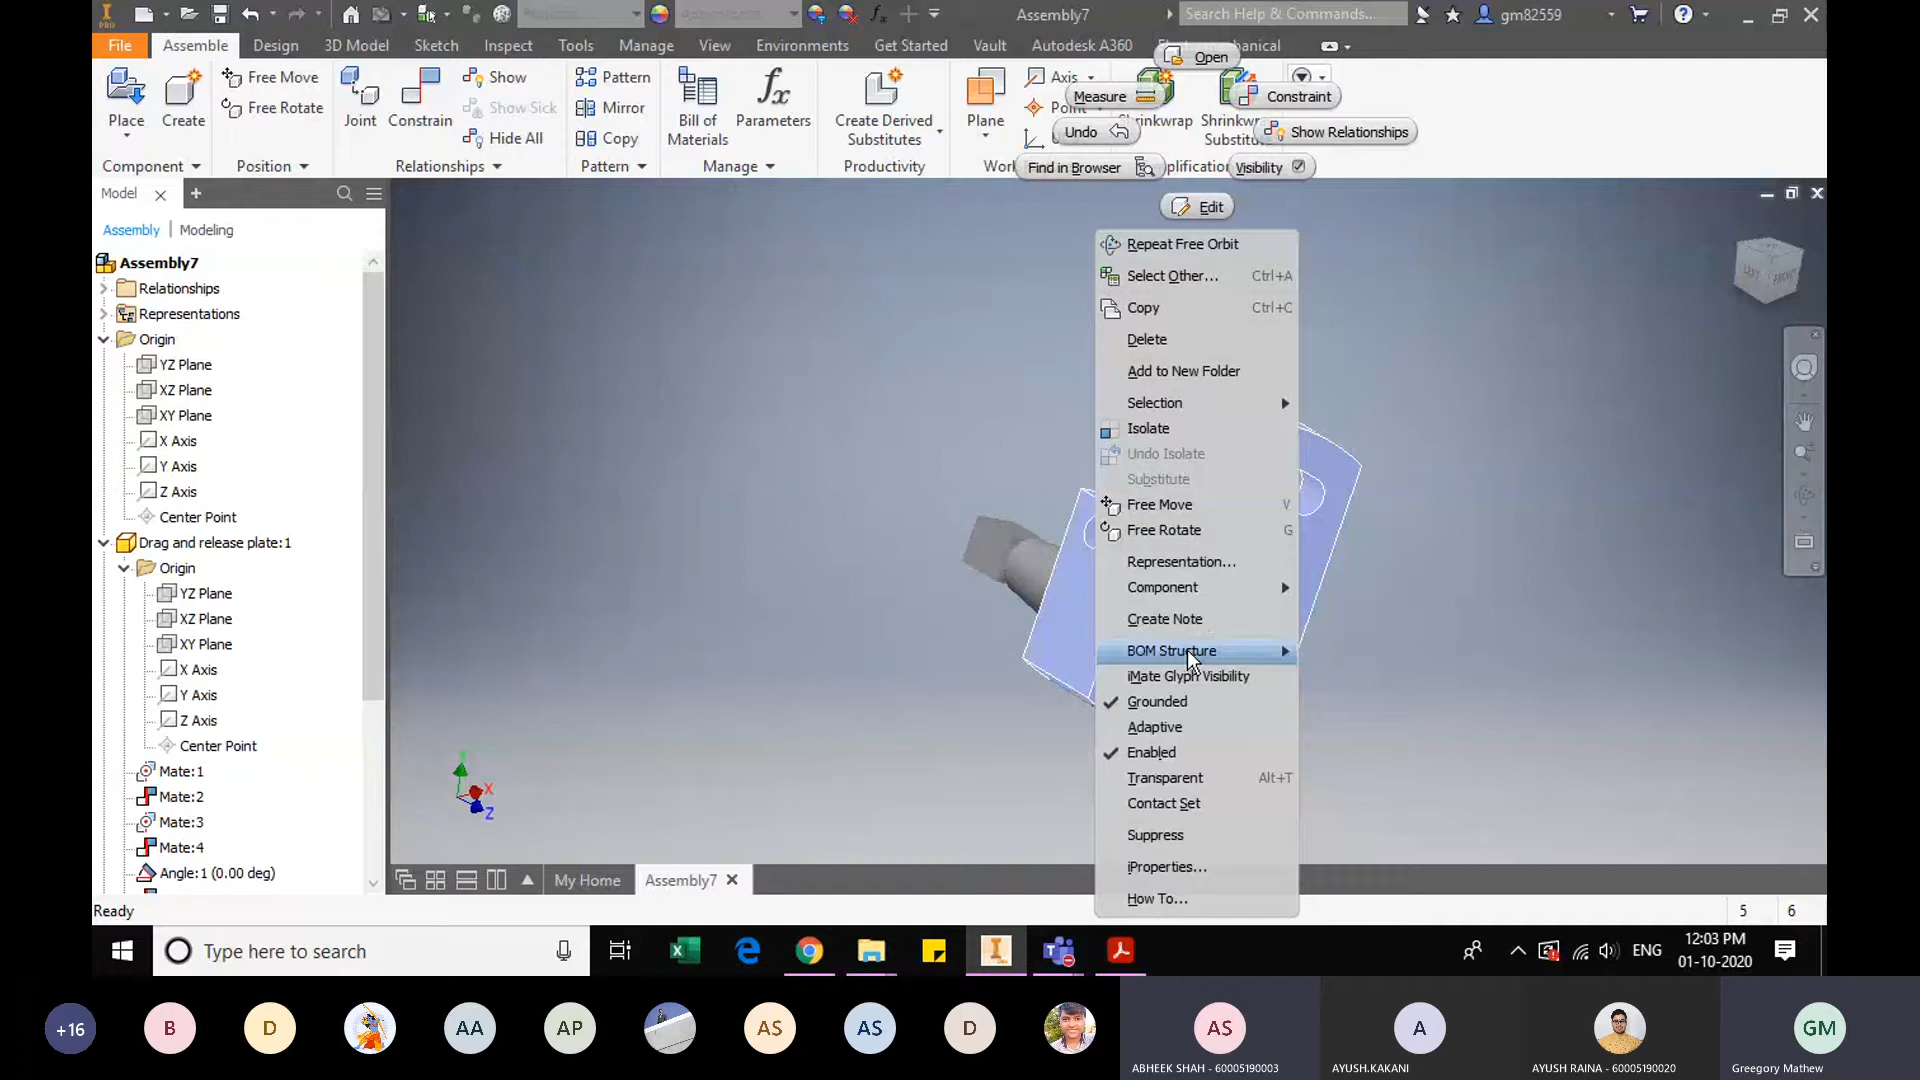 Assembly7
Search Help & Commands...
gm82559
File
Assemble
Design
3D Model
Sketch
Inspect
Tools
Manage
View
Environments
Get Started
Vault
Autodesk A360
Open
Place
Create
Free Move
Free Rotate
Joint
Constrain
Show
Show Sick
Hide All
Pattern
Mirror
Copy
Bill of
Materials
Parameters
Create Derived
Substitutes
Plane
Axis
Measure
Constraint
Undo
Show Relationships
Find in Browser
Visibility
Edit
Component
Position
Relationships
Pattern
Manage
Productivity
Model
Assembly | Modeling
Assembly7
Relationships
Representations
Origin
YZ Plane
XZ Plane
XY Plane
X Axis
Y Axis
Z Axis
Center Point
Drag and release plate:1
Origin
YZ Plane
XZ Plane
XY Plane
X Axis
Y Axis
Z Axis
Center Point
Mate:1
Mate:2
Mate:3
Mate:4
Angle:1 (0.00 deg)
Repeat Free Orbit
Select Other... Ctrl+A
Copy Ctrl+C
Delete
Add to New Folder
Selection
Isolate
Undo Isolate
Substitute
Free Move V
Free Rotate G
Representation...
Component
Create Note
BOM Structure
iMate Glyph Visibility
Grounded
Adaptive
Enabled
Transparent Alt+T
Contact Set
Suppress
iProperties...
How To...
LEFT
FRONT
X
Z
My Home
Assembly7
Ready
5 6
Type here to search
ENG
12:03 PM
01-10-2020
+16
B
D
AA
AP
AS
AS
D
AS
A
GM
ABHEEK SHAH - 60005190003
AYUSH.KAKANI
AYUSH RAINA - 60005190020
Greegory Mathew